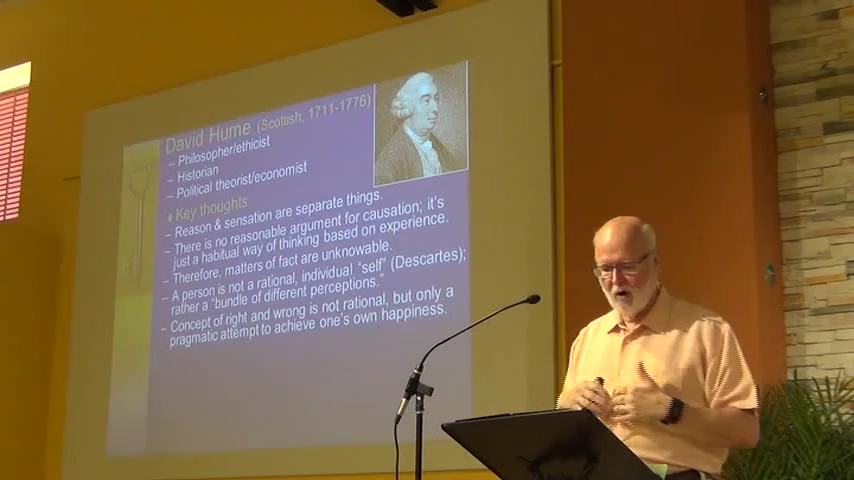 David Hume (Scottish, 1711-1776)
– Philosopher/ethicist
– Historian
– Political theorist/economist
♦ Key thoughts
– Reason & sensation are separate things.
– There is no reasonable argument for causation; it's
just a habitual way of thinking based on experience.
– Therefore, matters of fact are unknowable.
– A person is not a rational, individual "self" (Descartes);
rather a "bundle of different perceptions."
– Concept of right and wrong is not rational, but only a
pragmatic attempt to achieve one's own happiness.